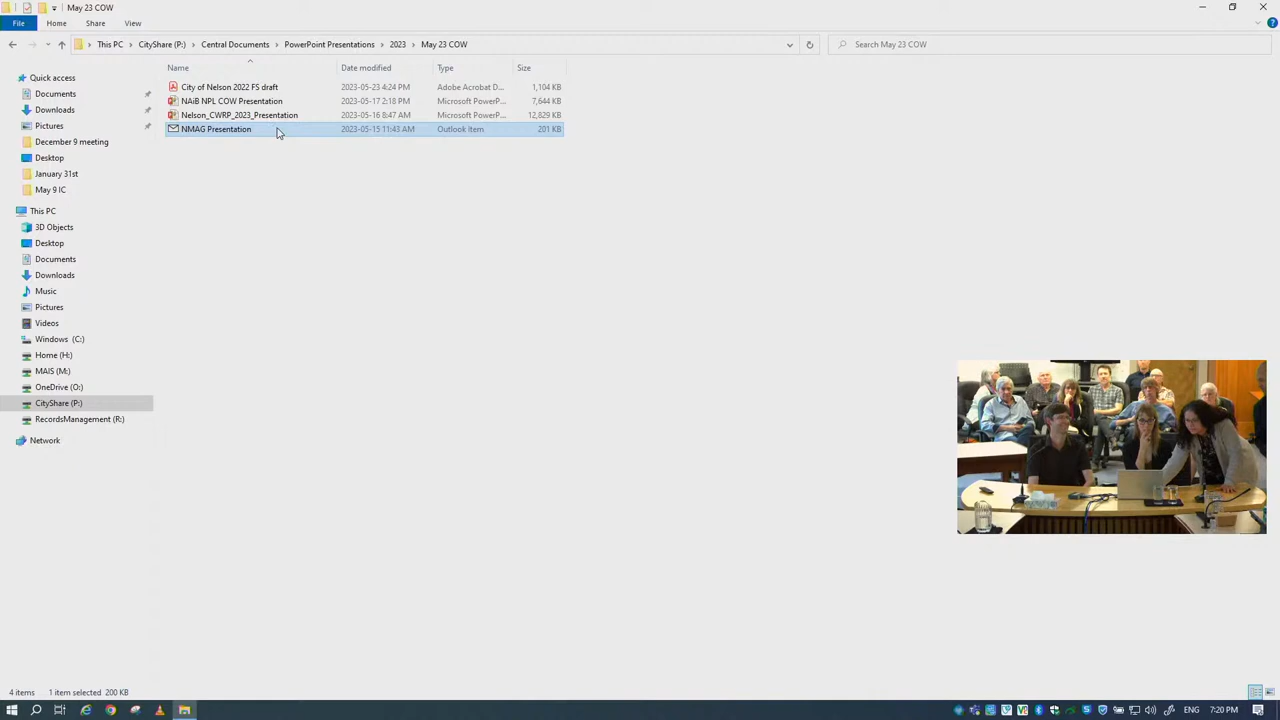 May 23 COW
File Home Share View
This PC CityShare (P:) Central Documents PowerPoint Presentations 2023 May 23 COW
Search May 23 COW
Name Date modified Type Size
City of Nelson 2022 FS draft 2023-05-23 4:24 PM Adobe Acrobat D... 1,104 KB
NAiB NPL COW Presentation 2023-05-17 2:18 PM Microsoft PowerP... 7,644 KB
Nelson_CWRP_2023_Presentation 2023-05-16 8:47 AM Microsoft PowerP... 12,829 KB
NMAG Presentation 2023-05-15 11:43 AM Outlook Item 201 KB
Quick access
Documents
Downloads
Pictures
December 9 meeting
Desktop
January 31st
May 9 IC
This PC
3D Objects
Desktop
Documents
Downloads
Music
Pictures
Videos
Windows (C:)
Home (H:)
MAIS (M:)
OneDrive (O:)
CityShare (P:)
RecordsManagement (R:)
Network
4 items 1 item selected 200 KB
ENG 7:20 PM